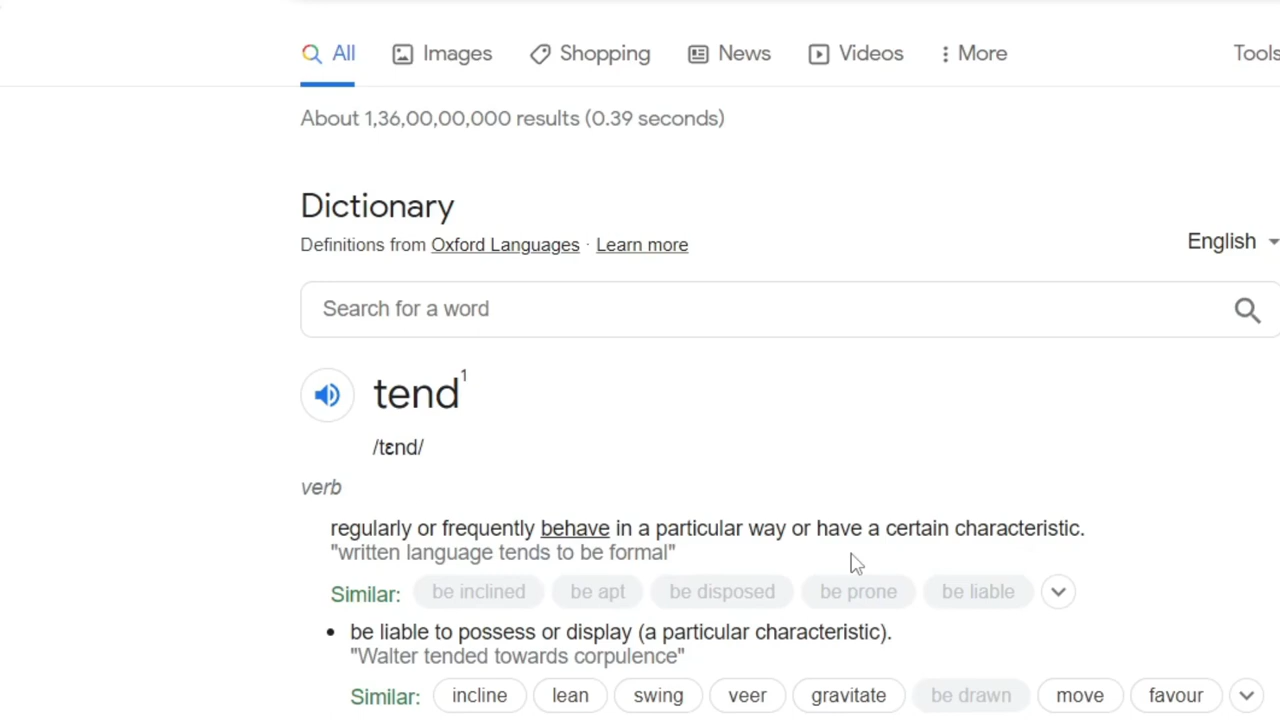 All Images Shopping News Videos More Tools
About 1,36,00,00,000 results (0.39 seconds)
Dictionary
Definitions from Oxford Languages · Learn more
English
Search for a word
tend¹
/tɛnd/
verb
regularly or frequently behave in a particular way or have a certain characteristic.
"written language tends to be formal"
Similar: be inclined be apt be disposed be prone be liable
• be liable to possess or display (a particular characteristic).
"Walter tended towards corpulence"
Similar: incline lean swing veer gravitate be drawn move favour